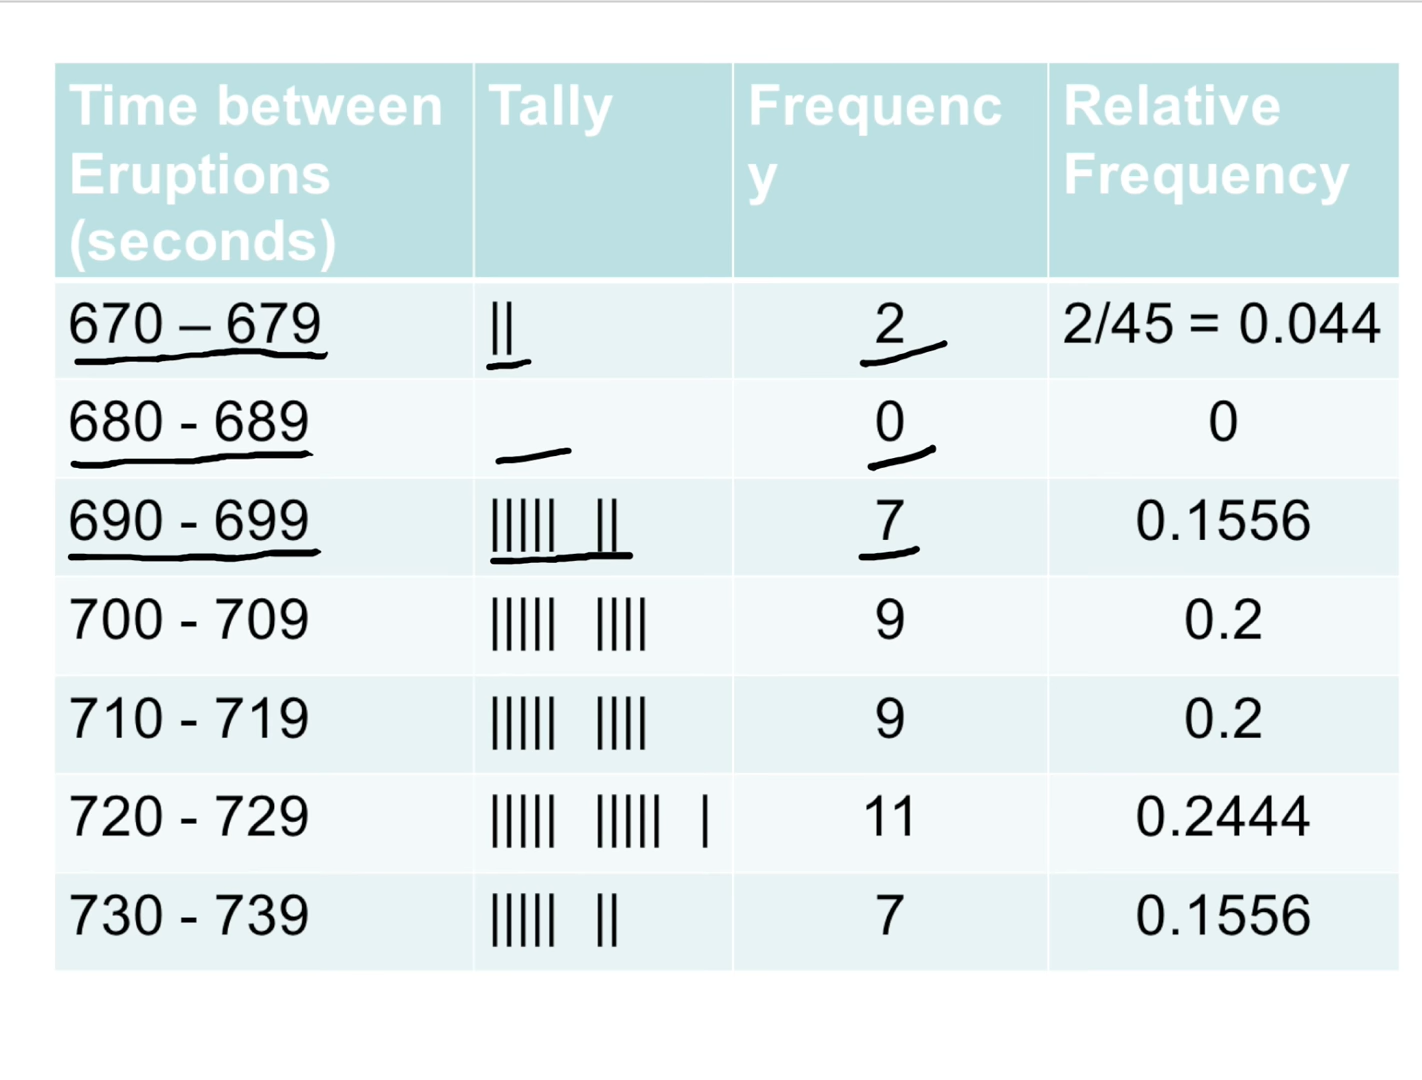 Time between Tally Frequenc Relative
Eruptions y Frequency
(seconds)
670 – 679 || 2 2/45 = 0.044
680 - 689 0 0
690 - 699 ||||| || 7 0.1556
700 - 709 ||||| |||| 9 0.2
710 - 719 ||||| |||| 9 0.2
720 - 729 ||||| ||||| | 11 0.2444
730 - 739 ||||| || 7 0.1556